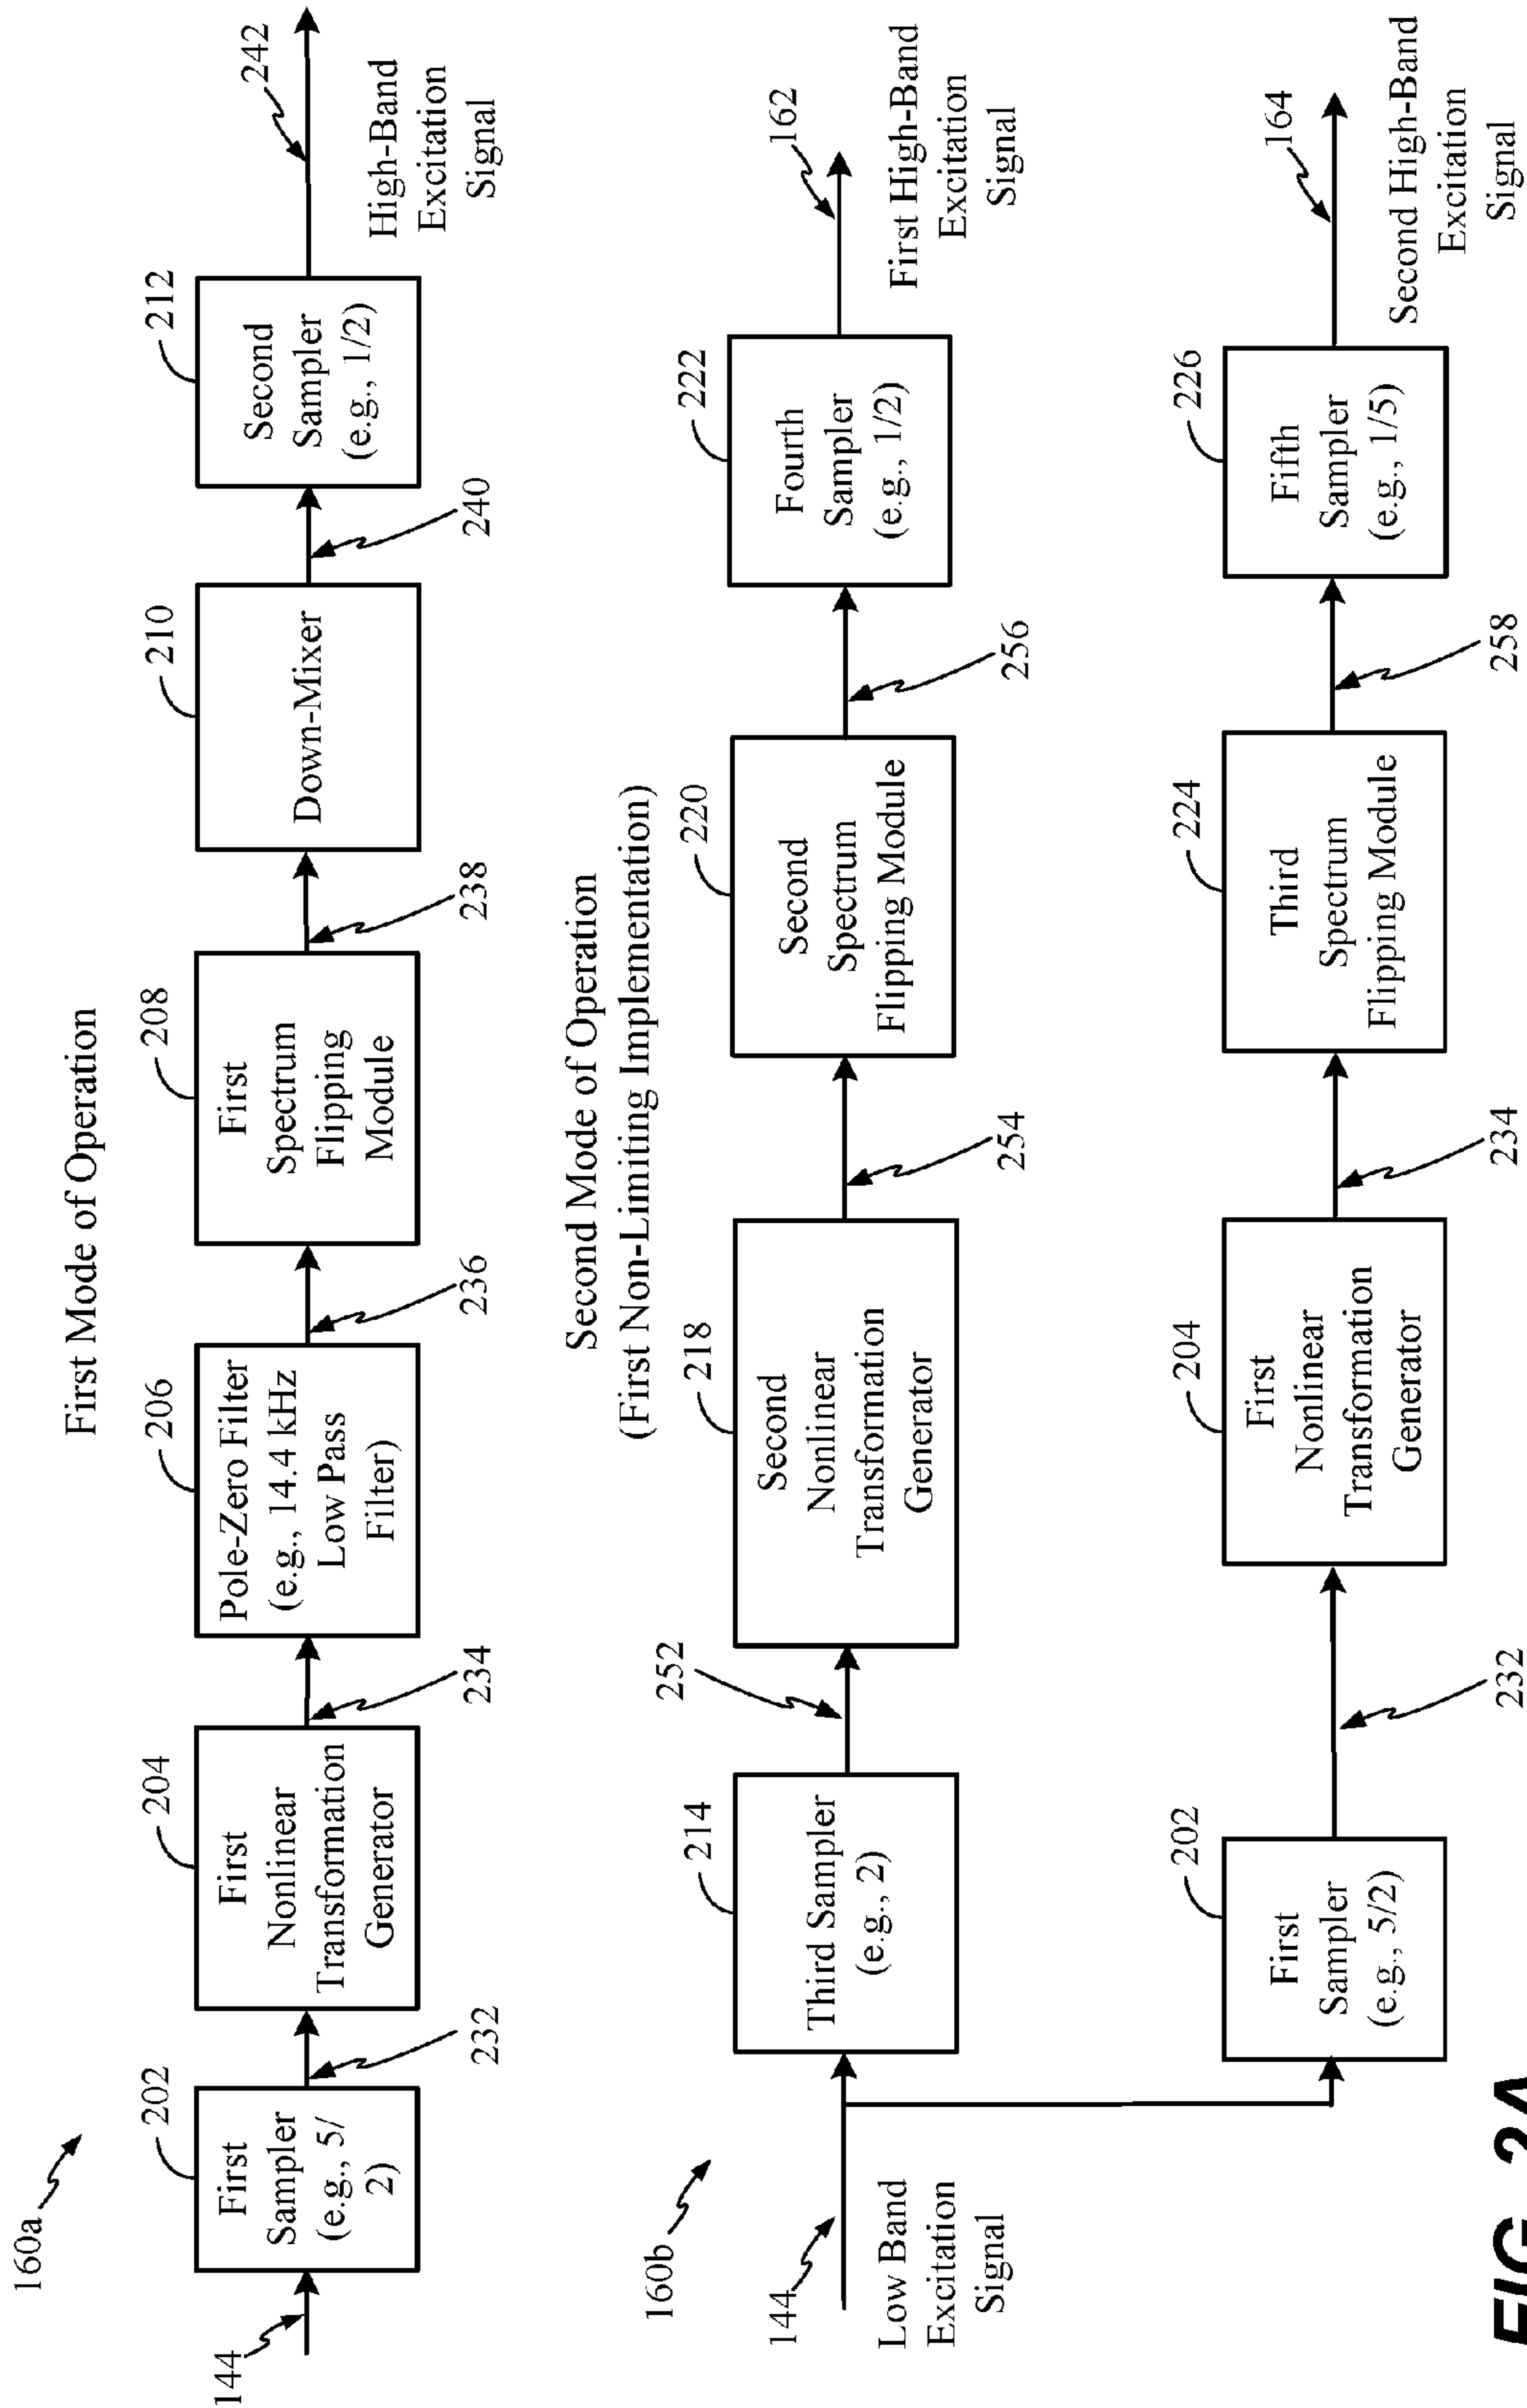 160a
First Mode of Operation
144
202
First
Sampler
(e.g., 5/
2)
232
204
First
Nonlinear
Transformation
Generator
234
206
Pole-Zero Filter
(e.g., 14.4 kHz
Low Pass
Filter)
236
208
First
Spectrum
Flipping
Module
238
210
Down-Mixer
240
212
Second
Sampler
(e.g., 1/2)
242
High-Band
Excitation
Signal
160b
Second Mode of Operation
(First Non-Limiting Implementation)
144
Low Band
Excitation
Signal
214
Third Sampler
(e.g., 2)
252
218
Second
Nonlinear
Transformation
Generator
254
220
Second
Spectrum
Flipping Module
256
222
Fourth
Sampler
(e.g., 1/2)
162
First High-Band
Excitation
Signal
202
First
Sampler
(e.g., 5/2)
232
204
First
Nonlinear
Transformation
Generator
234
224
Third
Spectrum
Flipping Module
258
226
Fifth
Sampler
(e.g., 1/5)
164
Second High-Band
Excitation
Signal
FIG. 2A